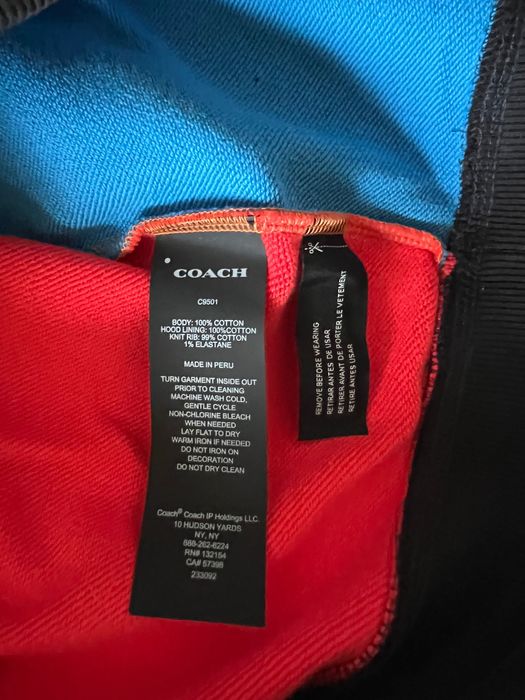 COACH
C9501
BODY: 100% COTTON
HOOD LINING: 100%COTTON
KNIT RIB: 99% COTTON
1% ELASTANE
MADE IN PERU
TURN GARMENT INSIDE OUT
PRIOR TO CLEANING
MACHINE WASH COLD,
GENTLE CYCLE
NON-CHLORINE BLEACH
WHEN NEEDED
LAY FLAT TO DRY
WARM IRON IF NEEDED
DO NOT IRON ON
DECORATION
DO NOT DRY CLEAN
Coach® Coach IP Holdings LLC.
10 HUDSON YARDS
NY, NY
888-262-6224
RN# 132154
CA# 57398
233092
REMOVE BEFORE WEARING
RETIRAR ANTES DE USAR
RETIRER AVANT DE PORTER LE VETEMENT
RETIRE ANTES USAR